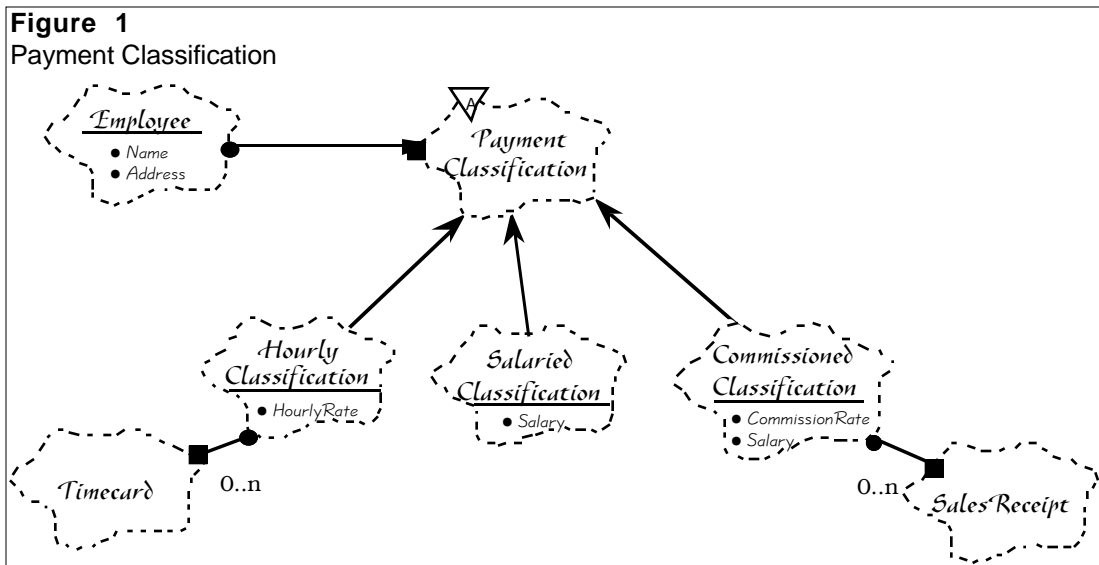 Figure 1
Payment Classification
A
Employee
• Name
• Address
Payment
Classification
Hourly
Classification
• HourlyRate
Salaried
Classification
• Salary
Commissioned
Classification
• CommissionRate
• Salary
Timecard
0..n
0..n
SalesReceipt